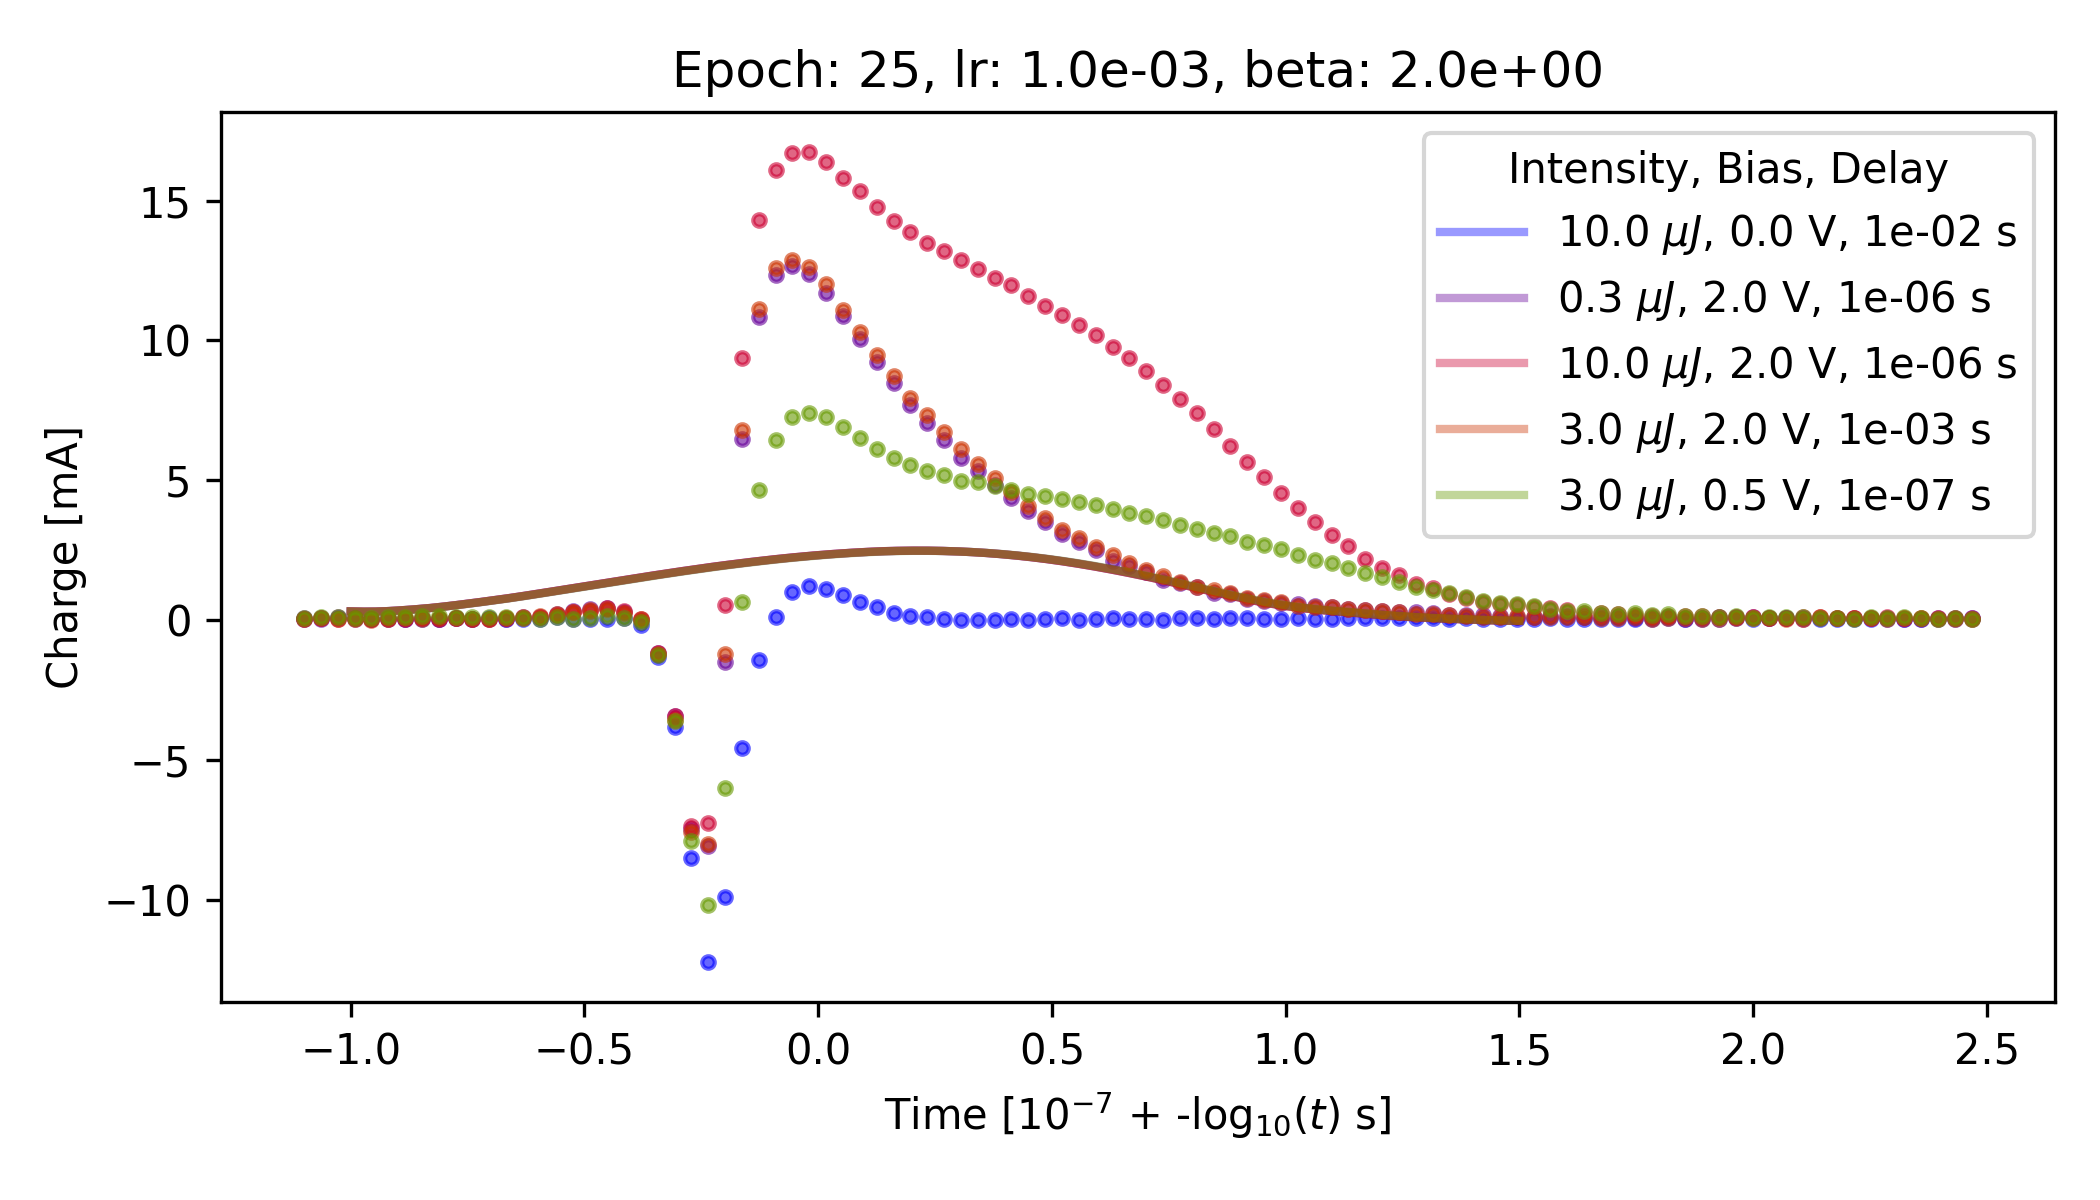 Epoch: 25, lr: 1.0e-03, beta: 2.0e+00
Charge [mA]
15
10
5
0
−5
−10
Intensity, Bias, Delay
10.0 μJ, 0.0 V, 1e-02 s
0.3 μJ, 2.0 V, 1e-06 s
10.0 μJ, 2.0 V, 1e-06 s
3.0 μJ, 2.0 V, 1e-03 s
3.0 μJ, 0.5 V, 1e-07 s
−1.0 −0.5 0.0 0.5 1.0 1.5 2.0 2.5
Time [10⁻⁷ + -log₁₀(t) s]